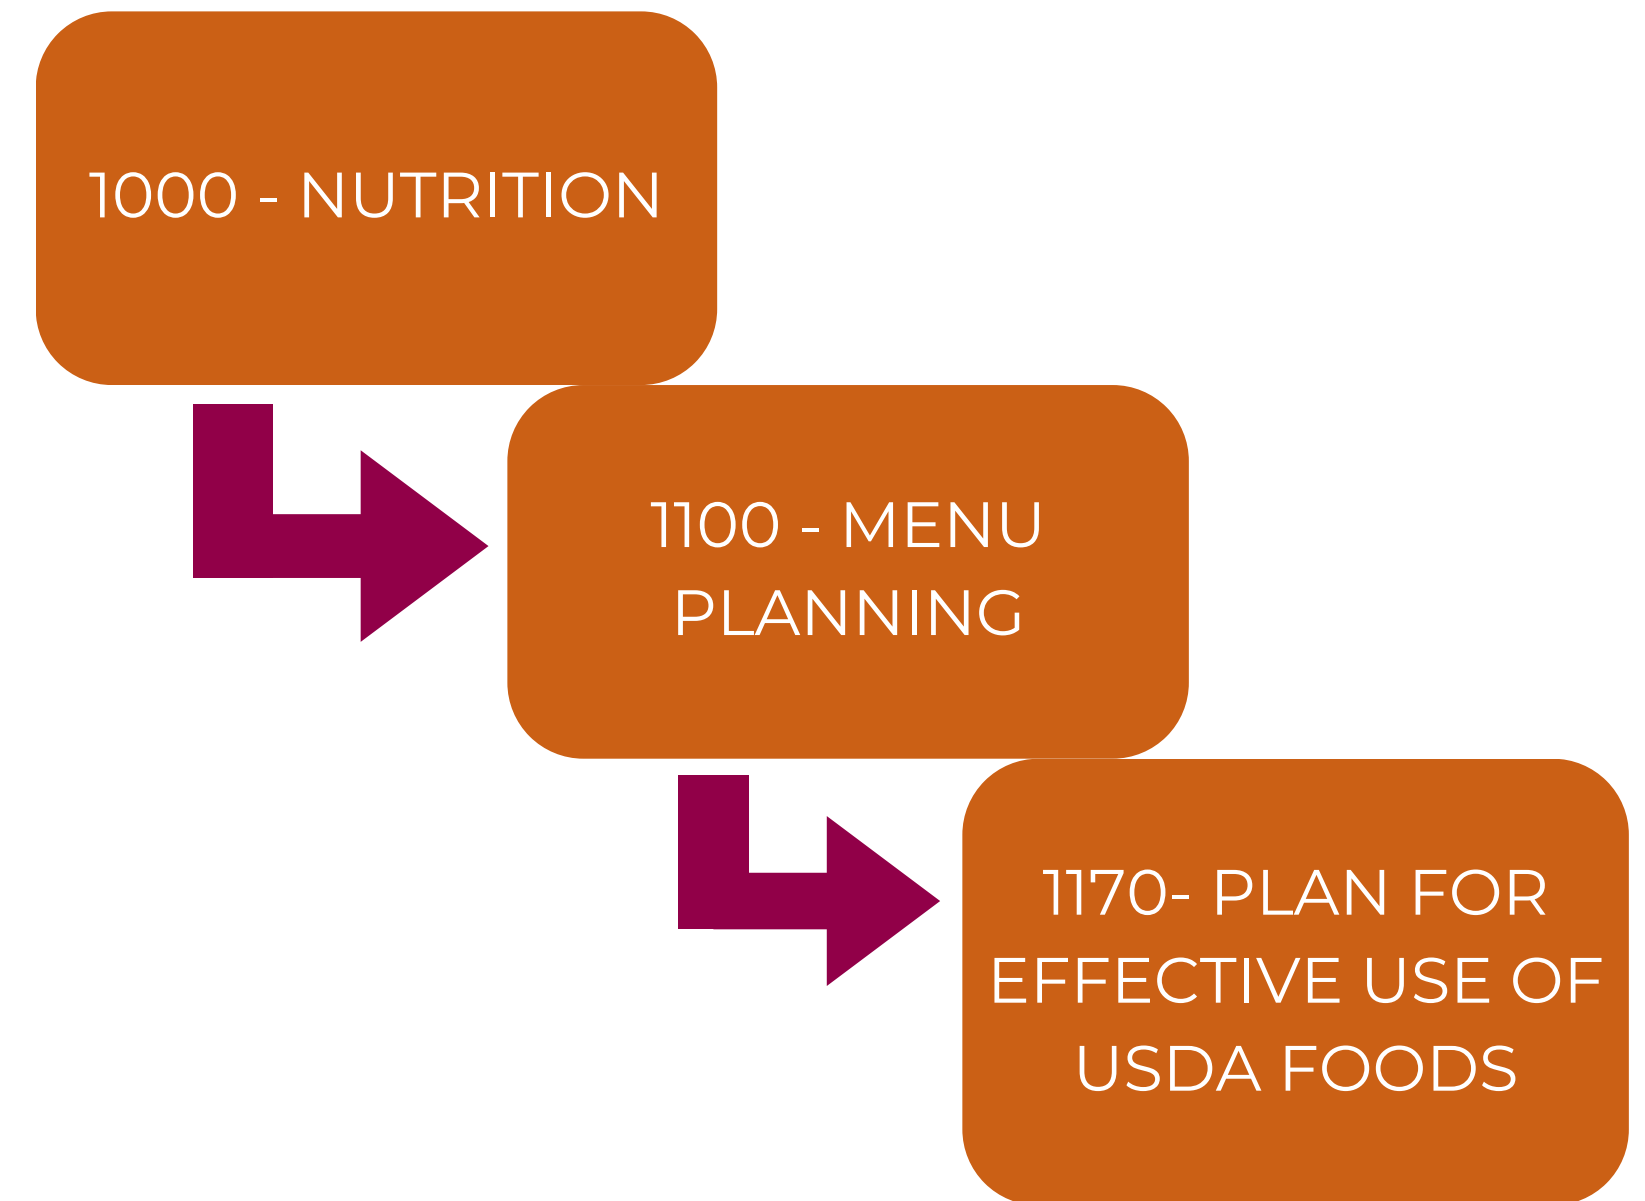 1000 - NUTRITION
1100 - MENU
PLANNING
1170- PLAN FOR
EFFECTIVE USE OF
USDA FOODS